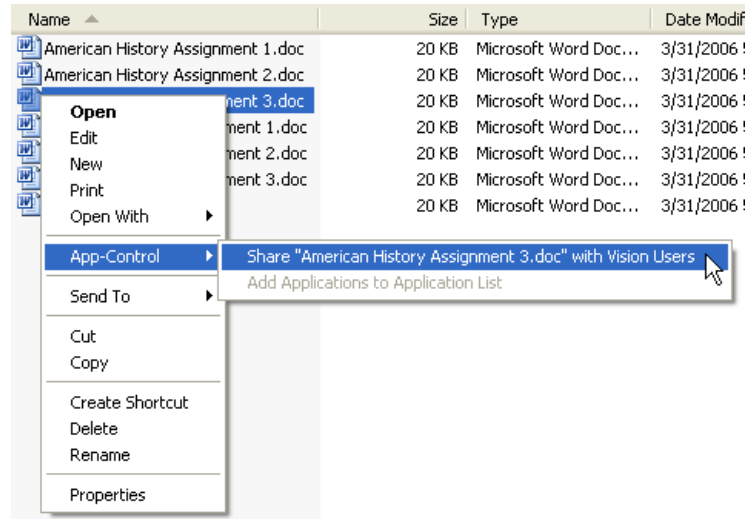 Name Size Type Date Modif
American History Assignment 1.doc 20 KB Microsoft Word Doc... 3/31/2006
American History Assignment 2.doc 20 KB Microsoft Word Doc... 3/31/2006
ment 3.doc 20 KB Microsoft Word Doc... 3/31/2006
ment 1.doc 20 KB Microsoft Word Doc... 3/31/2006
ment 2.doc 20 KB Microsoft Word Doc... 3/31/2006
ment 3.doc 20 KB Microsoft Word Doc... 3/31/2006
20 KB Microsoft Word Doc... 3/31/2006
Open
Edit
New
Print
Open With
App-Control
Share "American History Assignment 3.doc" with Vision Users
Add Applications to Application List
Send To
Cut
Copy
Create Shortcut
Delete
Rename
Properties